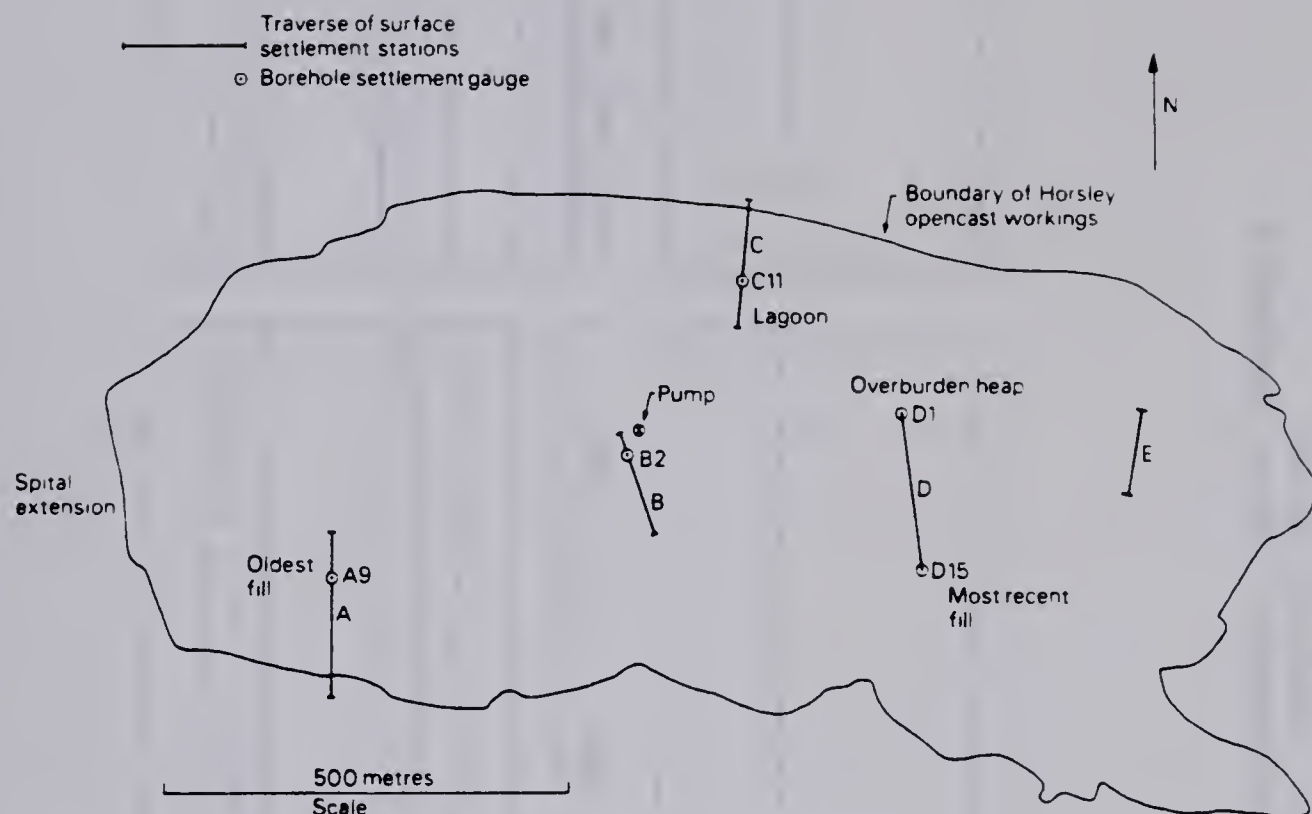 Traverse of surface
settlement stations
Borehole settlement gauge
N
Boundary of Horsley
opencast workings
C
C11
Lagoon
Pump
Overburden heap
D1
B2
E
Spital
extension
B
D
Oldest
fill
A9
D15
A
Most recent
fill
500 metres
Scale